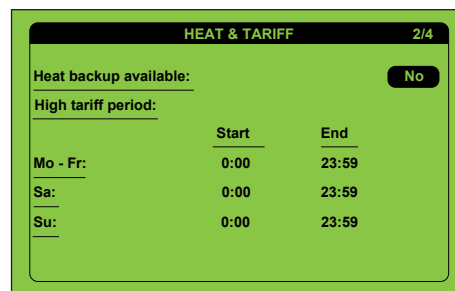 HEAT & TARIFF 2/4
Heat backup available: No
High tariff period:
Start End
Mo - Fr: 0:00 23:59
Sa: 0:00 23:59
Su: 0:00 23:59